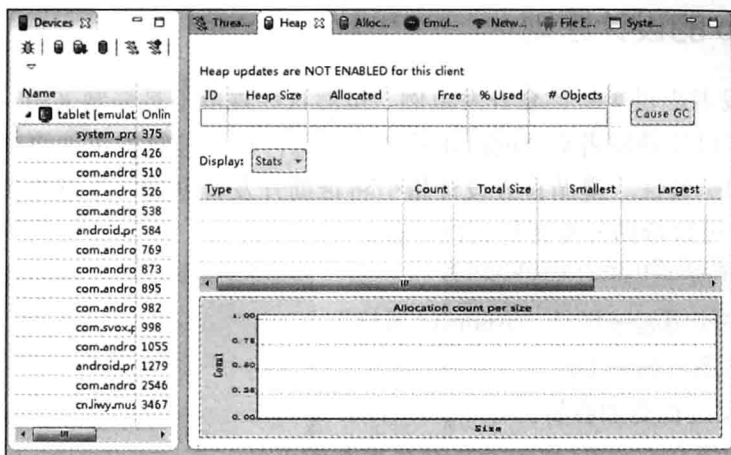 Devices
Name
tablet [emulat Onlin
system_pro 375
com.andro 426
com.andro 510
com.andro 526
com.andro 538
android.pr 584
com.andro 769
com.andro 873
com.andro 895
com.andro 982
com.svox.p 998
com.andro 1055
android.pr 1279
com.andro 2546
cn.liwy.mus 3467
Threa... Heap Alloc... Emul... Netw... File E... Syste...
Heap updates are NOT ENABLED for this client
ID Heap Size Allocated Free % Used # Objects
Cause GC
Display: Stats
Type Count Total Size Smallest Largest
Allocation count per size
1.00
0.75
0.50
0.25
0.00
Count
Size